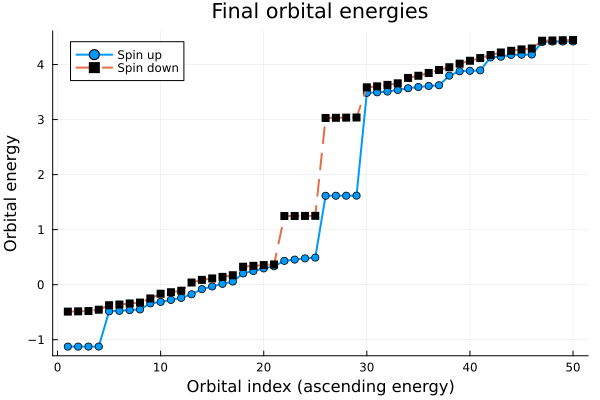 Final orbital energies
Spin up
Spin down
Orbital energy
4
3
2
1
0
−1
0
10
20
30
40
50
Orbital index (ascending energy)